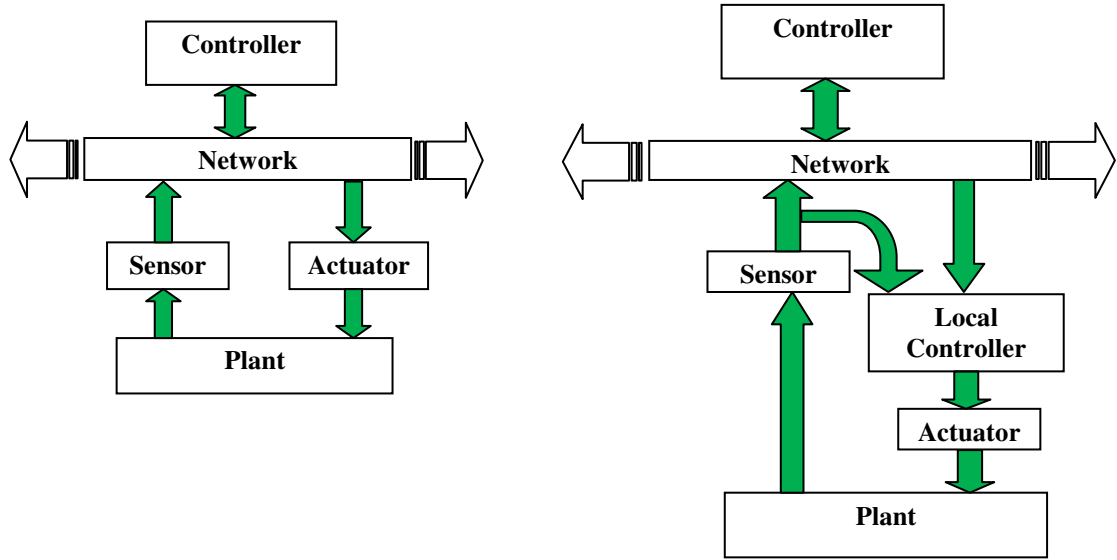 Controller
Network
Sensor
Actuator
Plant
Controller
Network
Sensor
Local
Controller
Actuator
Plant